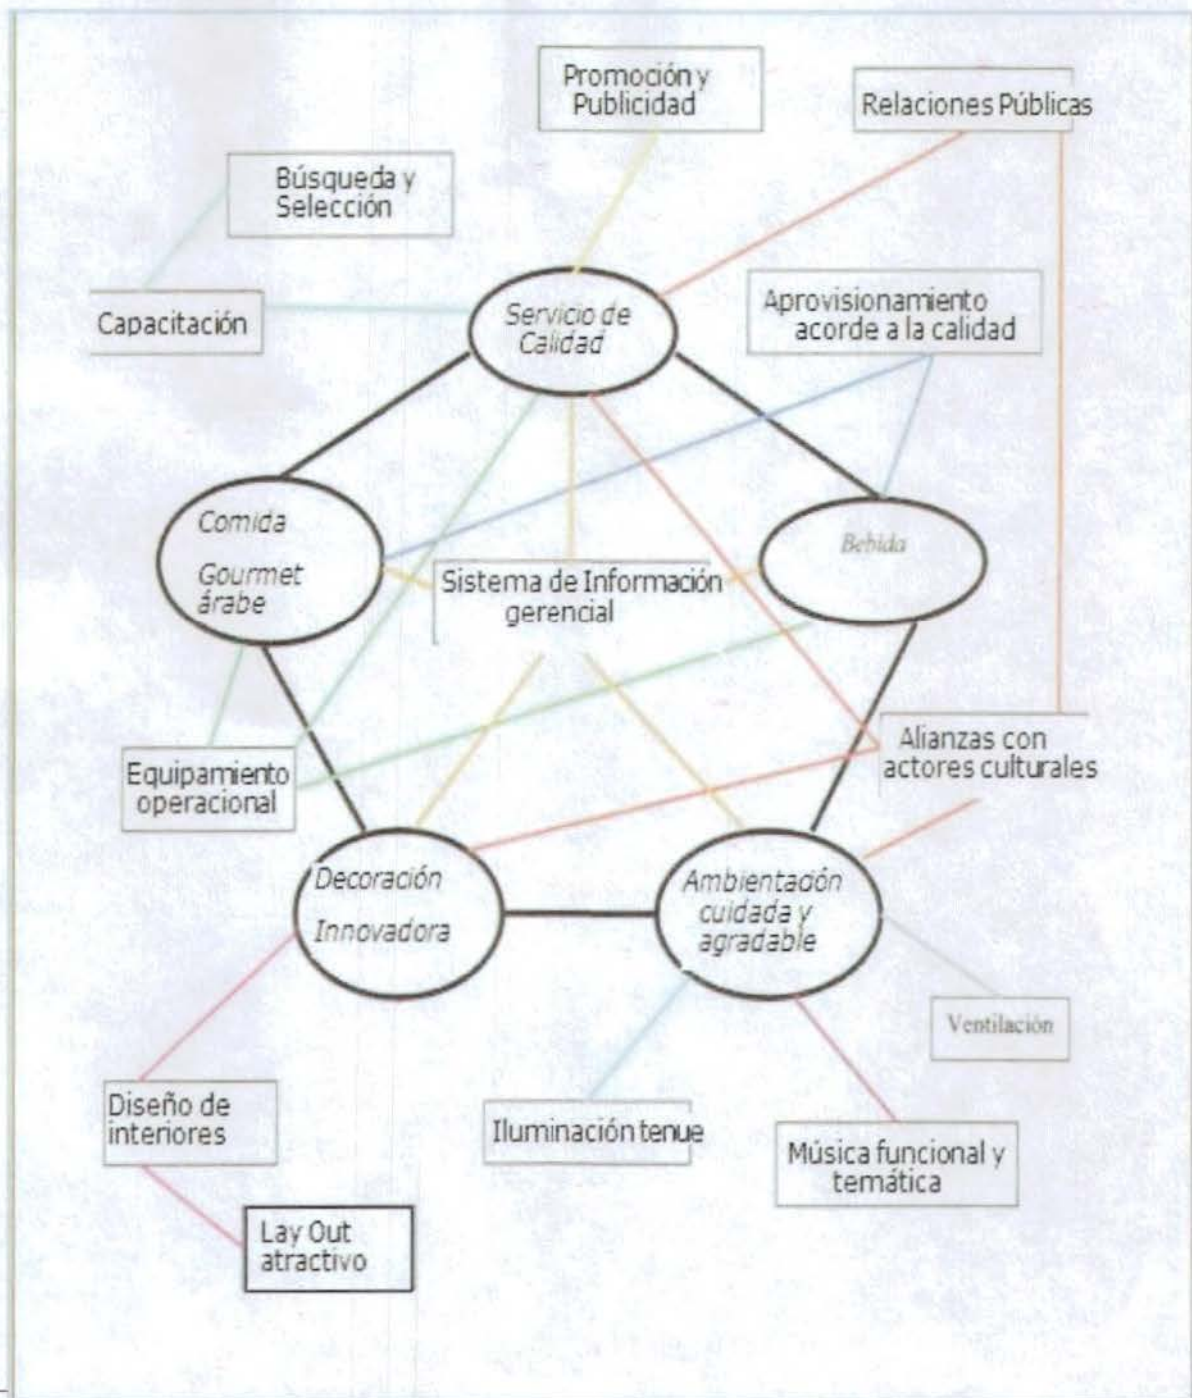 Promoción y
Publicidad
Relaciones Públicas
Búsqueda y
Selección
Capacitación
Servicio de
Calidad
Aprovisionamiento
acorde a la calidad
Comida
Gourmet
árabe
Bebida
Sistema de Información
gerencial
Equipamiento
operacional
Alianzas con
actores culturales
Decoración
Innovadora
Ambientación
cuidada y
agradable
Ventilación
Diseño de
interiores
Iluminación tenue
Música funcional y
temática
Lay Out
atractivo